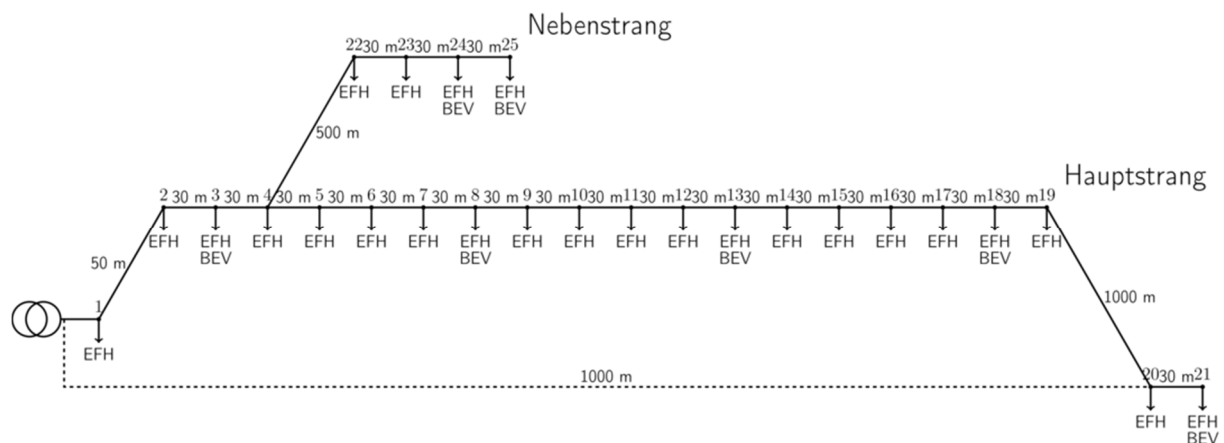 Nebenstrang
22 30 m 23 30 m 24 30 m 25
EFH EFH EFH EFH
BEV BEV
500 m
Hauptstrang
2 30 m 3 30 m 4 30 m 5 30 m 6 30 m 7 30 m 8 30 m 9 30 m 10 30 m 11 30 m 12 30 m 13 30 m 14 30 m 15 30 m 16 30 m 17 30 m 18 30 m 19
EFH EFH EFH EFH EFH EFH EFH EFH EFH EFH EFH EFH EFH EFH EFH EFH EFH EFH
BEV BEV BEV BEV
50 m
1000 m
1
EFH
1000 m
20 30 m 21
EFH EFH
BEV